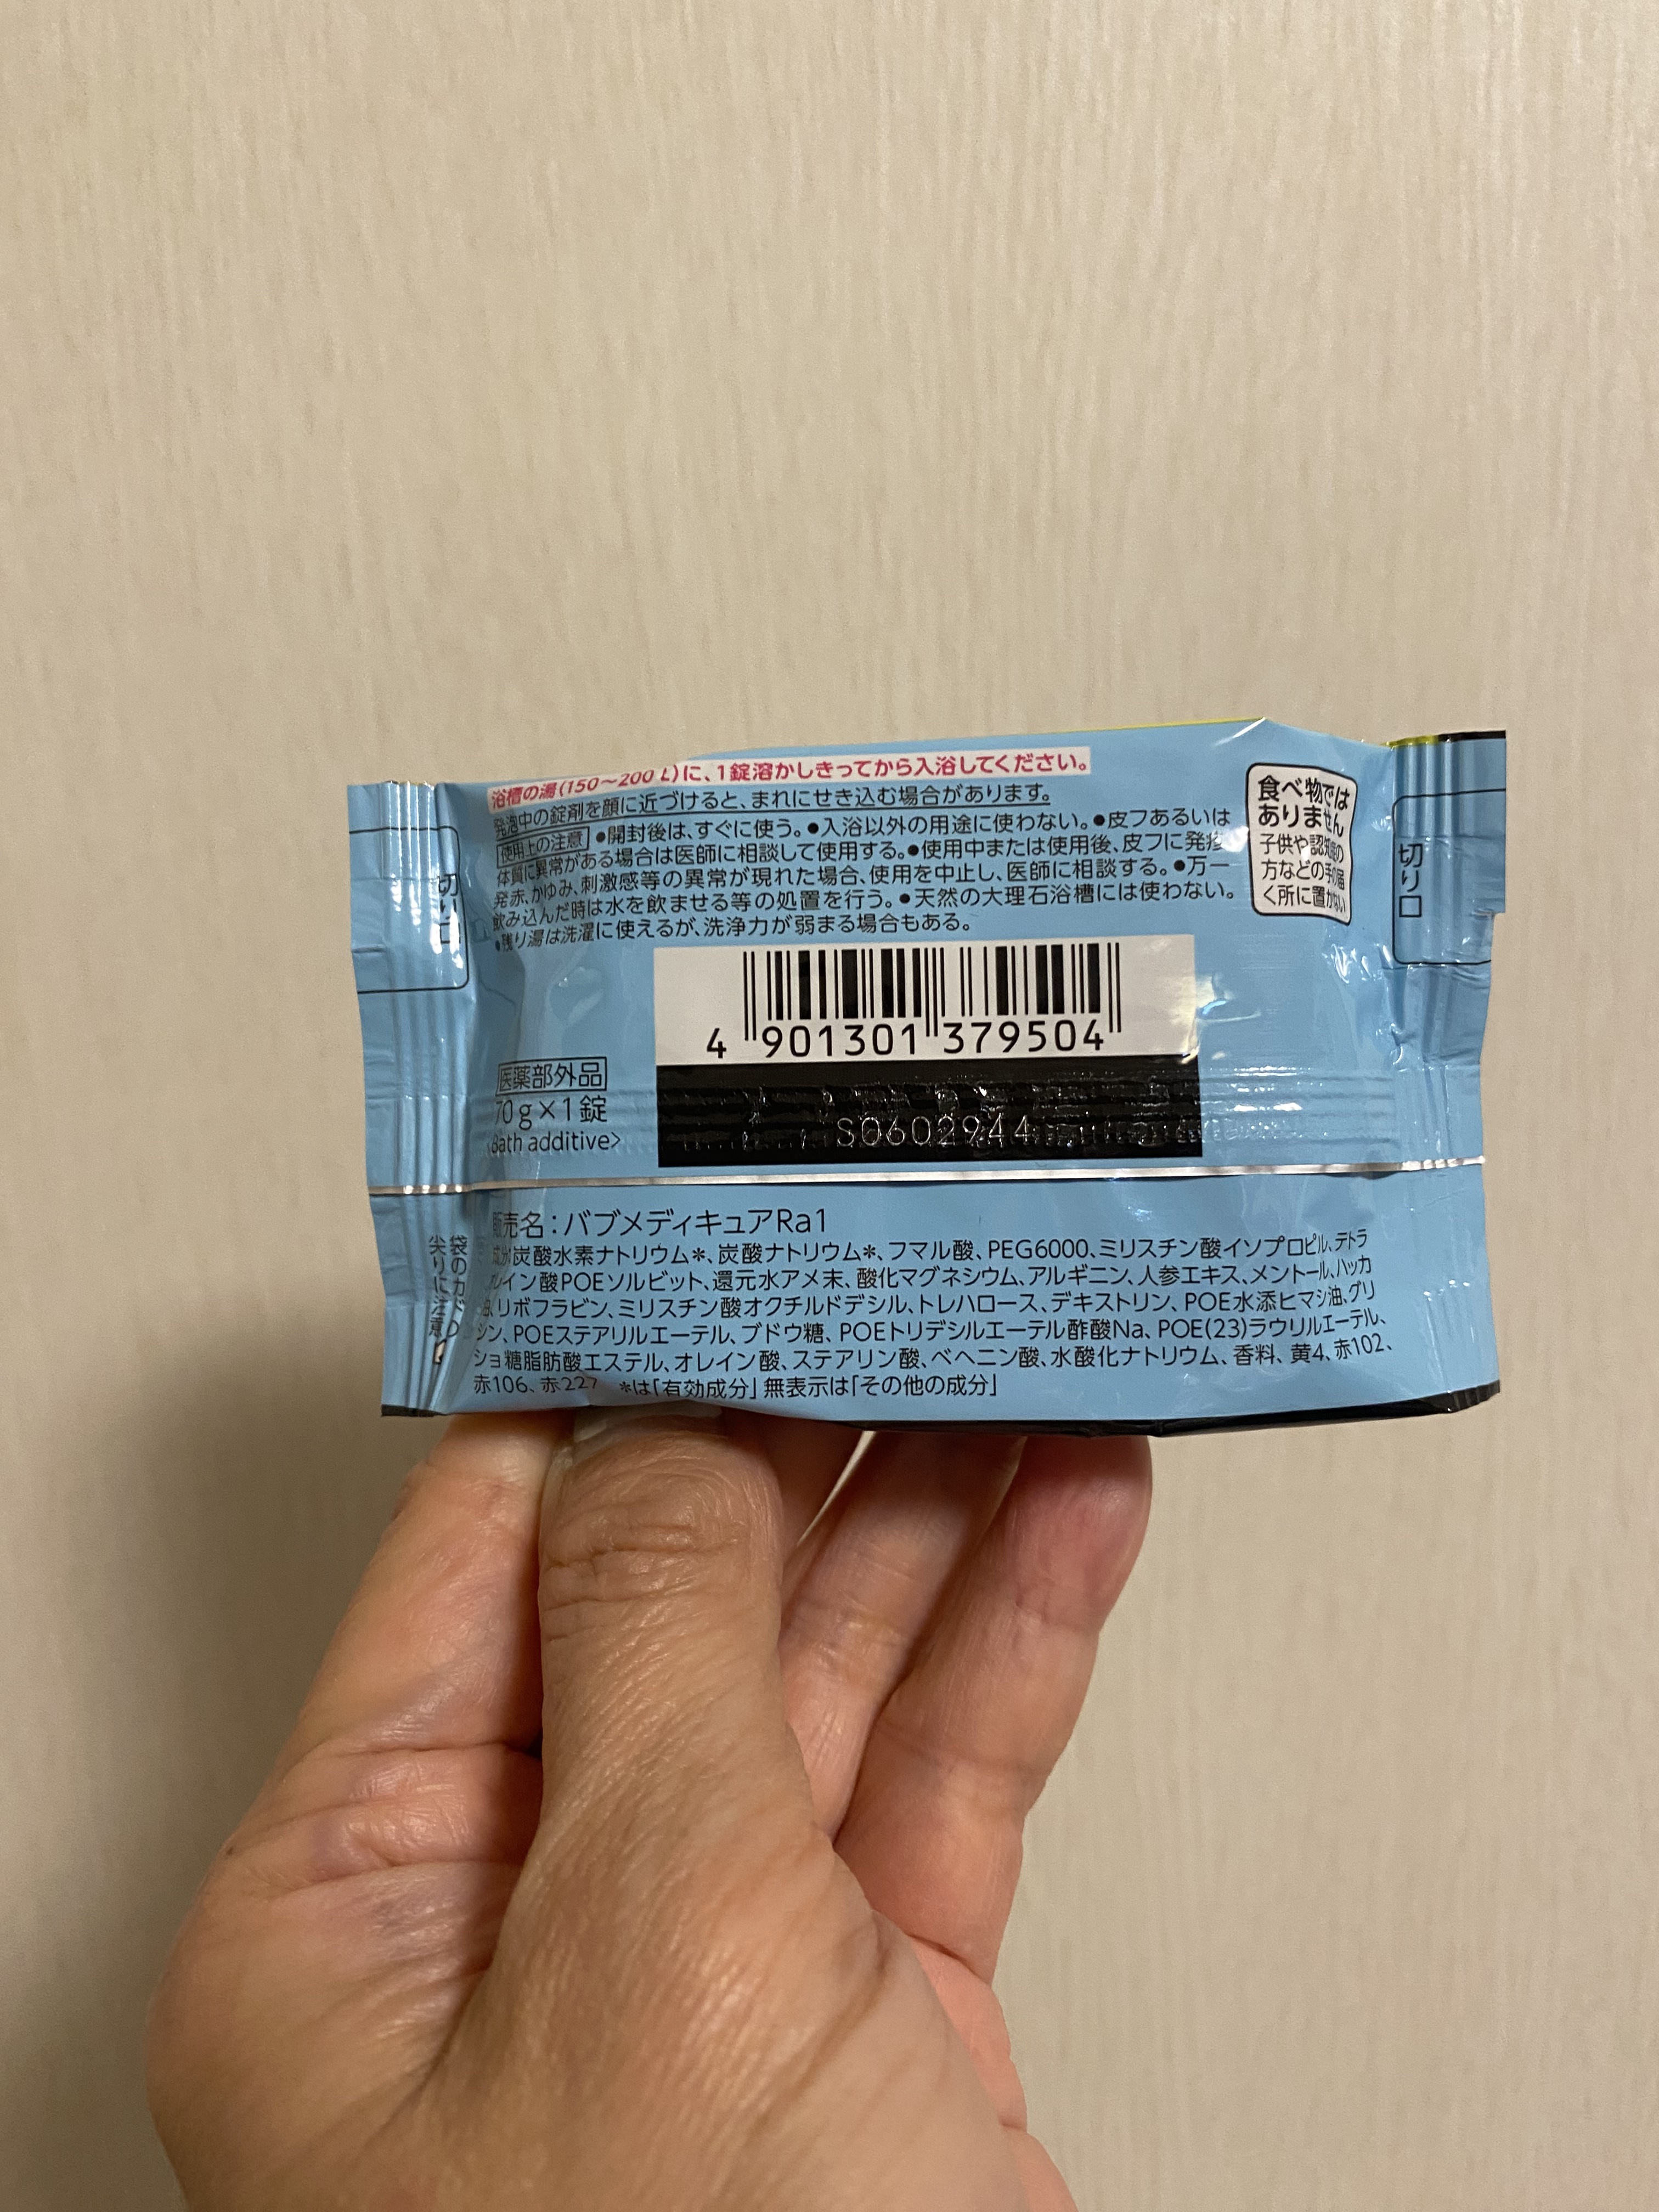 浴槽の湯(150～200L)に、1錠溶かしきってから入浴してください。
発泡中の錠剤を顔に近づけると、まれにせき込む場合があります。
使用上の注意 ●開封後は、すぐに使う。●入浴以外の用途に使わない。●皮フあるいは
体質に異常がある場合は医師に相談して使用する。●使用中または使用後、皮フに発疹、
発赤、かゆみ、刺激感等の異常が現れた場合、使用を中止し、医師に相談する。●万一
飲み込んだ時は水を飲ませる等の処置を行う。●天然の大理石浴槽には使わない。
●残り湯は洗濯に使えるが、洗浄力が弱まる場合もある。
食べ物では
ありません
子供や認知症の
方などの手の届
く所に置かない
切り口
切り口
4 901301 379504
医薬部外品
70g×1錠
<Bath additive>
S0602944
袋のカドの
尖りに注意
販売名：バブメディキュアRa1
成分:炭酸水素ナトリウム＊、炭酸ナトリウム＊、フマル酸、PEG6000、ミリスチン酸イソプロピル、テトラ
オレイン酸POEソルビット、還元水アメ末、酸化マグネシウム、アルギニン、人参エキス、メントール、ハッカ
油、リボフラビン、ミリスチン酸オクチルドデシル、トレハロース、デキストリン、POE水添ヒマシ油、グリ
シン、POEステアリルエーテル、ブドウ糖、POEトリデシルエーテル酢酸Na、POE(23)ラウリルエーテル、
ショ糖脂肪酸エステル、オレイン酸、ステアリン酸、ベヘニン酸、水酸化ナトリウム、香料、黄4、赤102、
赤106、赤227 ＊は「有効成分」無表示は「その他の成分」